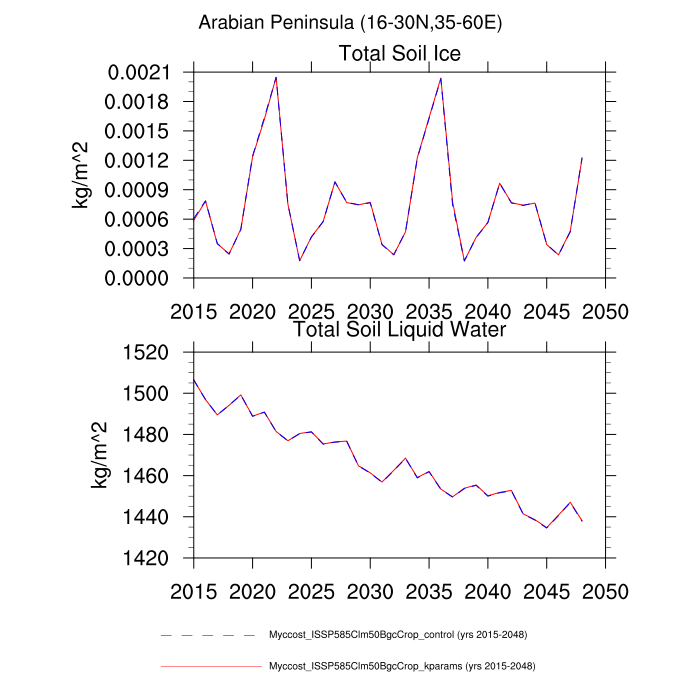 Arabian Peninsula (16-30N,35-60E)
Total Soil Ice
kg/m^2
0.0021
0.0018
0.0015
0.0012
0.0009
0.0006
0.0003
0.0000
2015 2020 2025 2030 2035 2040 2045 2050
Total Soil Liquid Water
kg/m^2
1520
1500
1480
1460
1440
1420
2015 2020 2025 2030 2035 2040 2045 2050
Myccost_ISSP585Clm50BgcCrop_control (yrs 2015-2048)
Myccost_ISSP585Clm50BgcCrop_kparams (yrs 2015-2048)